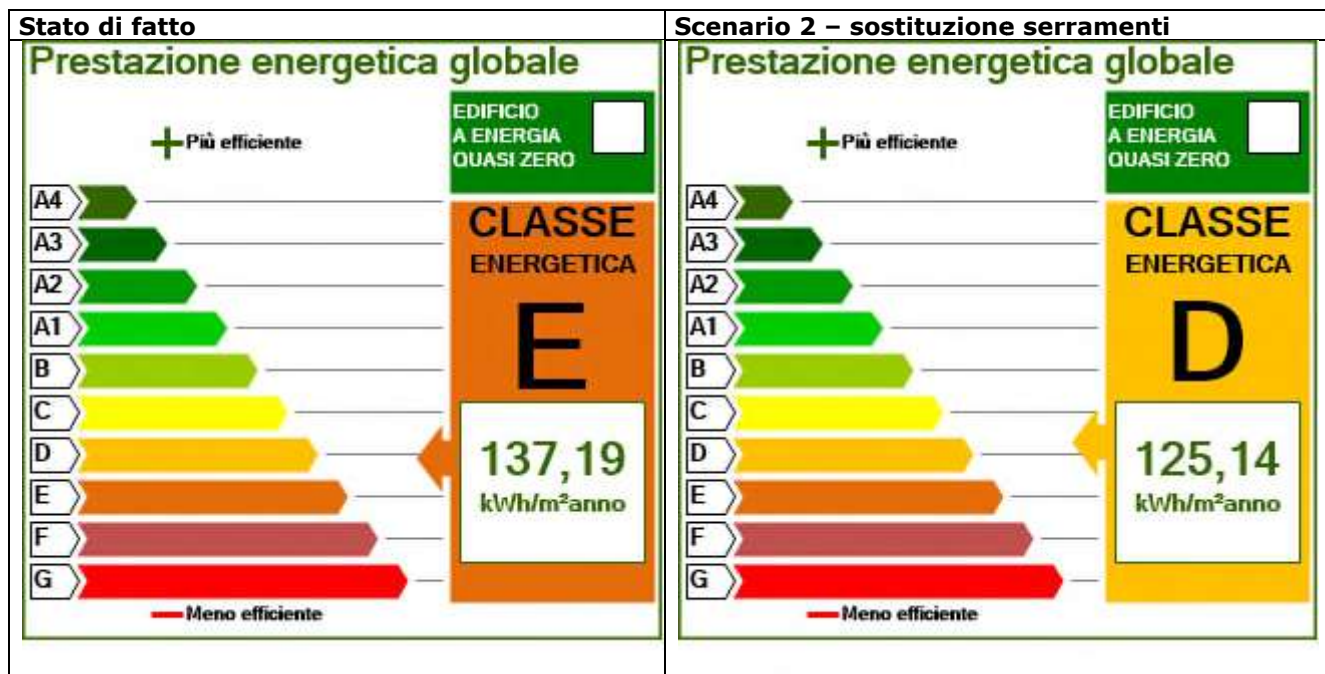 Stato di fatto
Prestazione energetica globale
EDIFICIO
A ENERGIA
QUASI ZERO
Più efficiente
A4
A3
A2
A1
B
C
D
E
F
G
CLASSE
ENERGETICA
E
137,19
kWh/m²anno
Meno efficiente
Scenario 2 – sostituzione serramenti
Prestazione energetica globale
EDIFICIO
A ENERGIA
QUASI ZERO
Più efficiente
A4
A3
A2
A1
B
C
D
E
F
G
CLASSE
ENERGETICA
D
125,14
kWh/m²anno
Meno efficiente